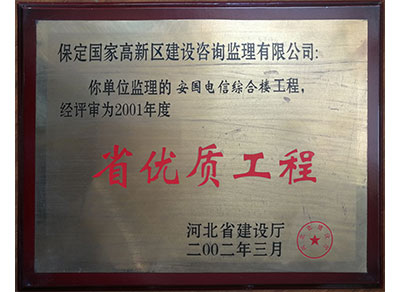 保定国家高新区建设咨询监理有限公司:
你单位监理的安国电信综合楼工程,
经评审为2001年度
省优质工程
河北省建设厅
二00二年三月